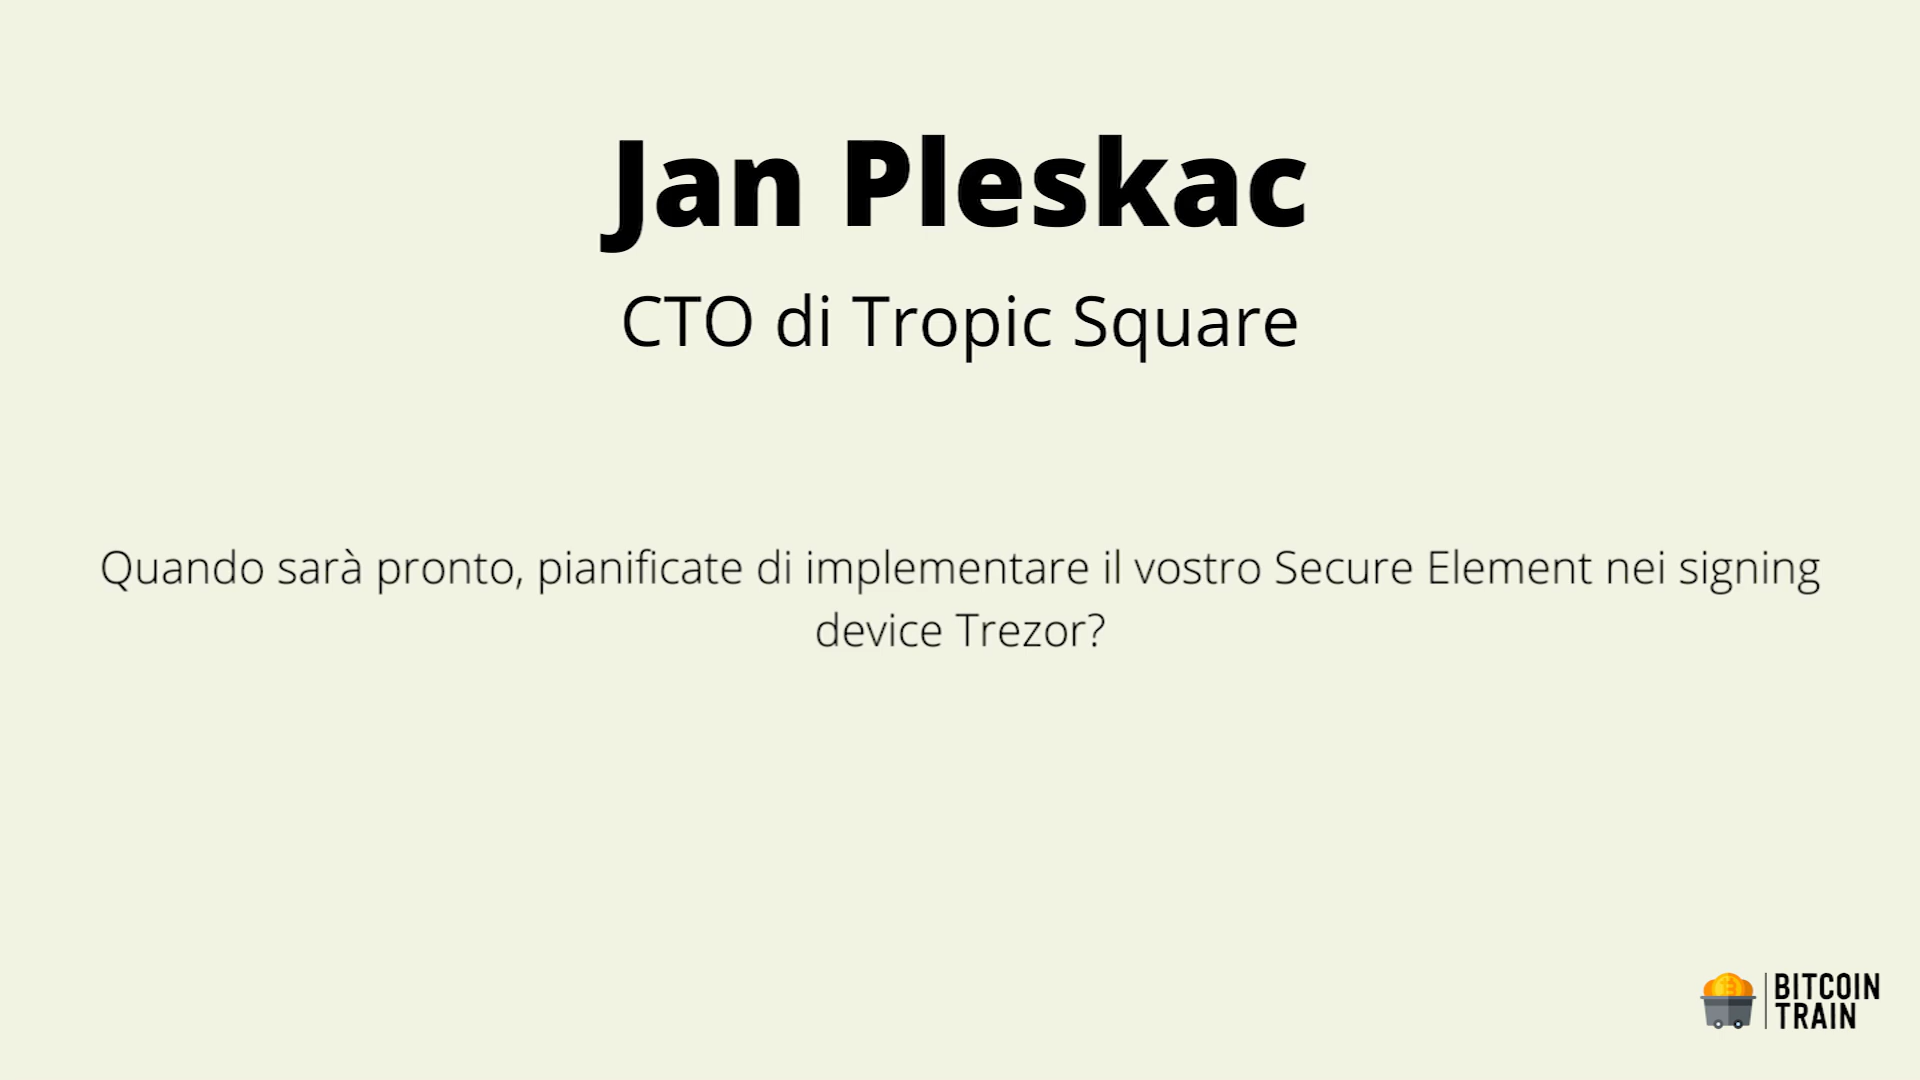 Jan Pleskac
CTO di Tropic Square
Quando sarà pronto, pianificate di implementare il vostro Secure Element nei signing
device Trezor?
BITCOIN
TRAIN